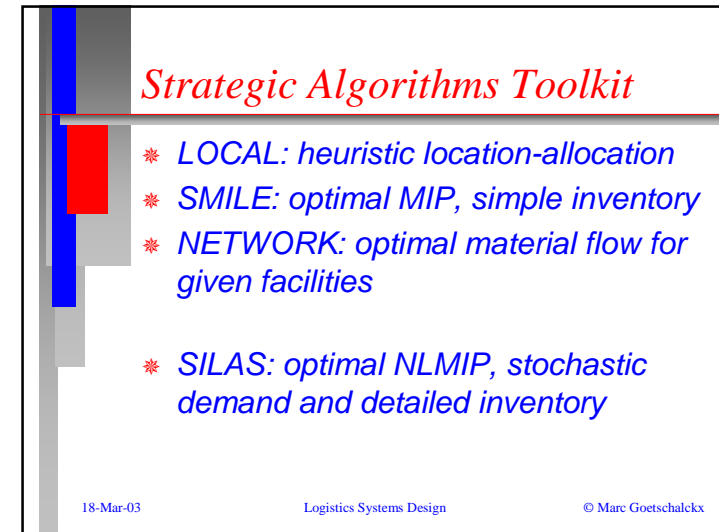 Strategic Algorithms Toolkit
LOCAL: heuristic location-allocation
SMILE: optimal MIP, simple inventory
NETWORK: optimal material flow for
given facilities
SILAS: optimal NLMIP, stochastic
demand and detailed inventory
18-Mar-03 Logistics Systems Design © Marc Goetschalckx